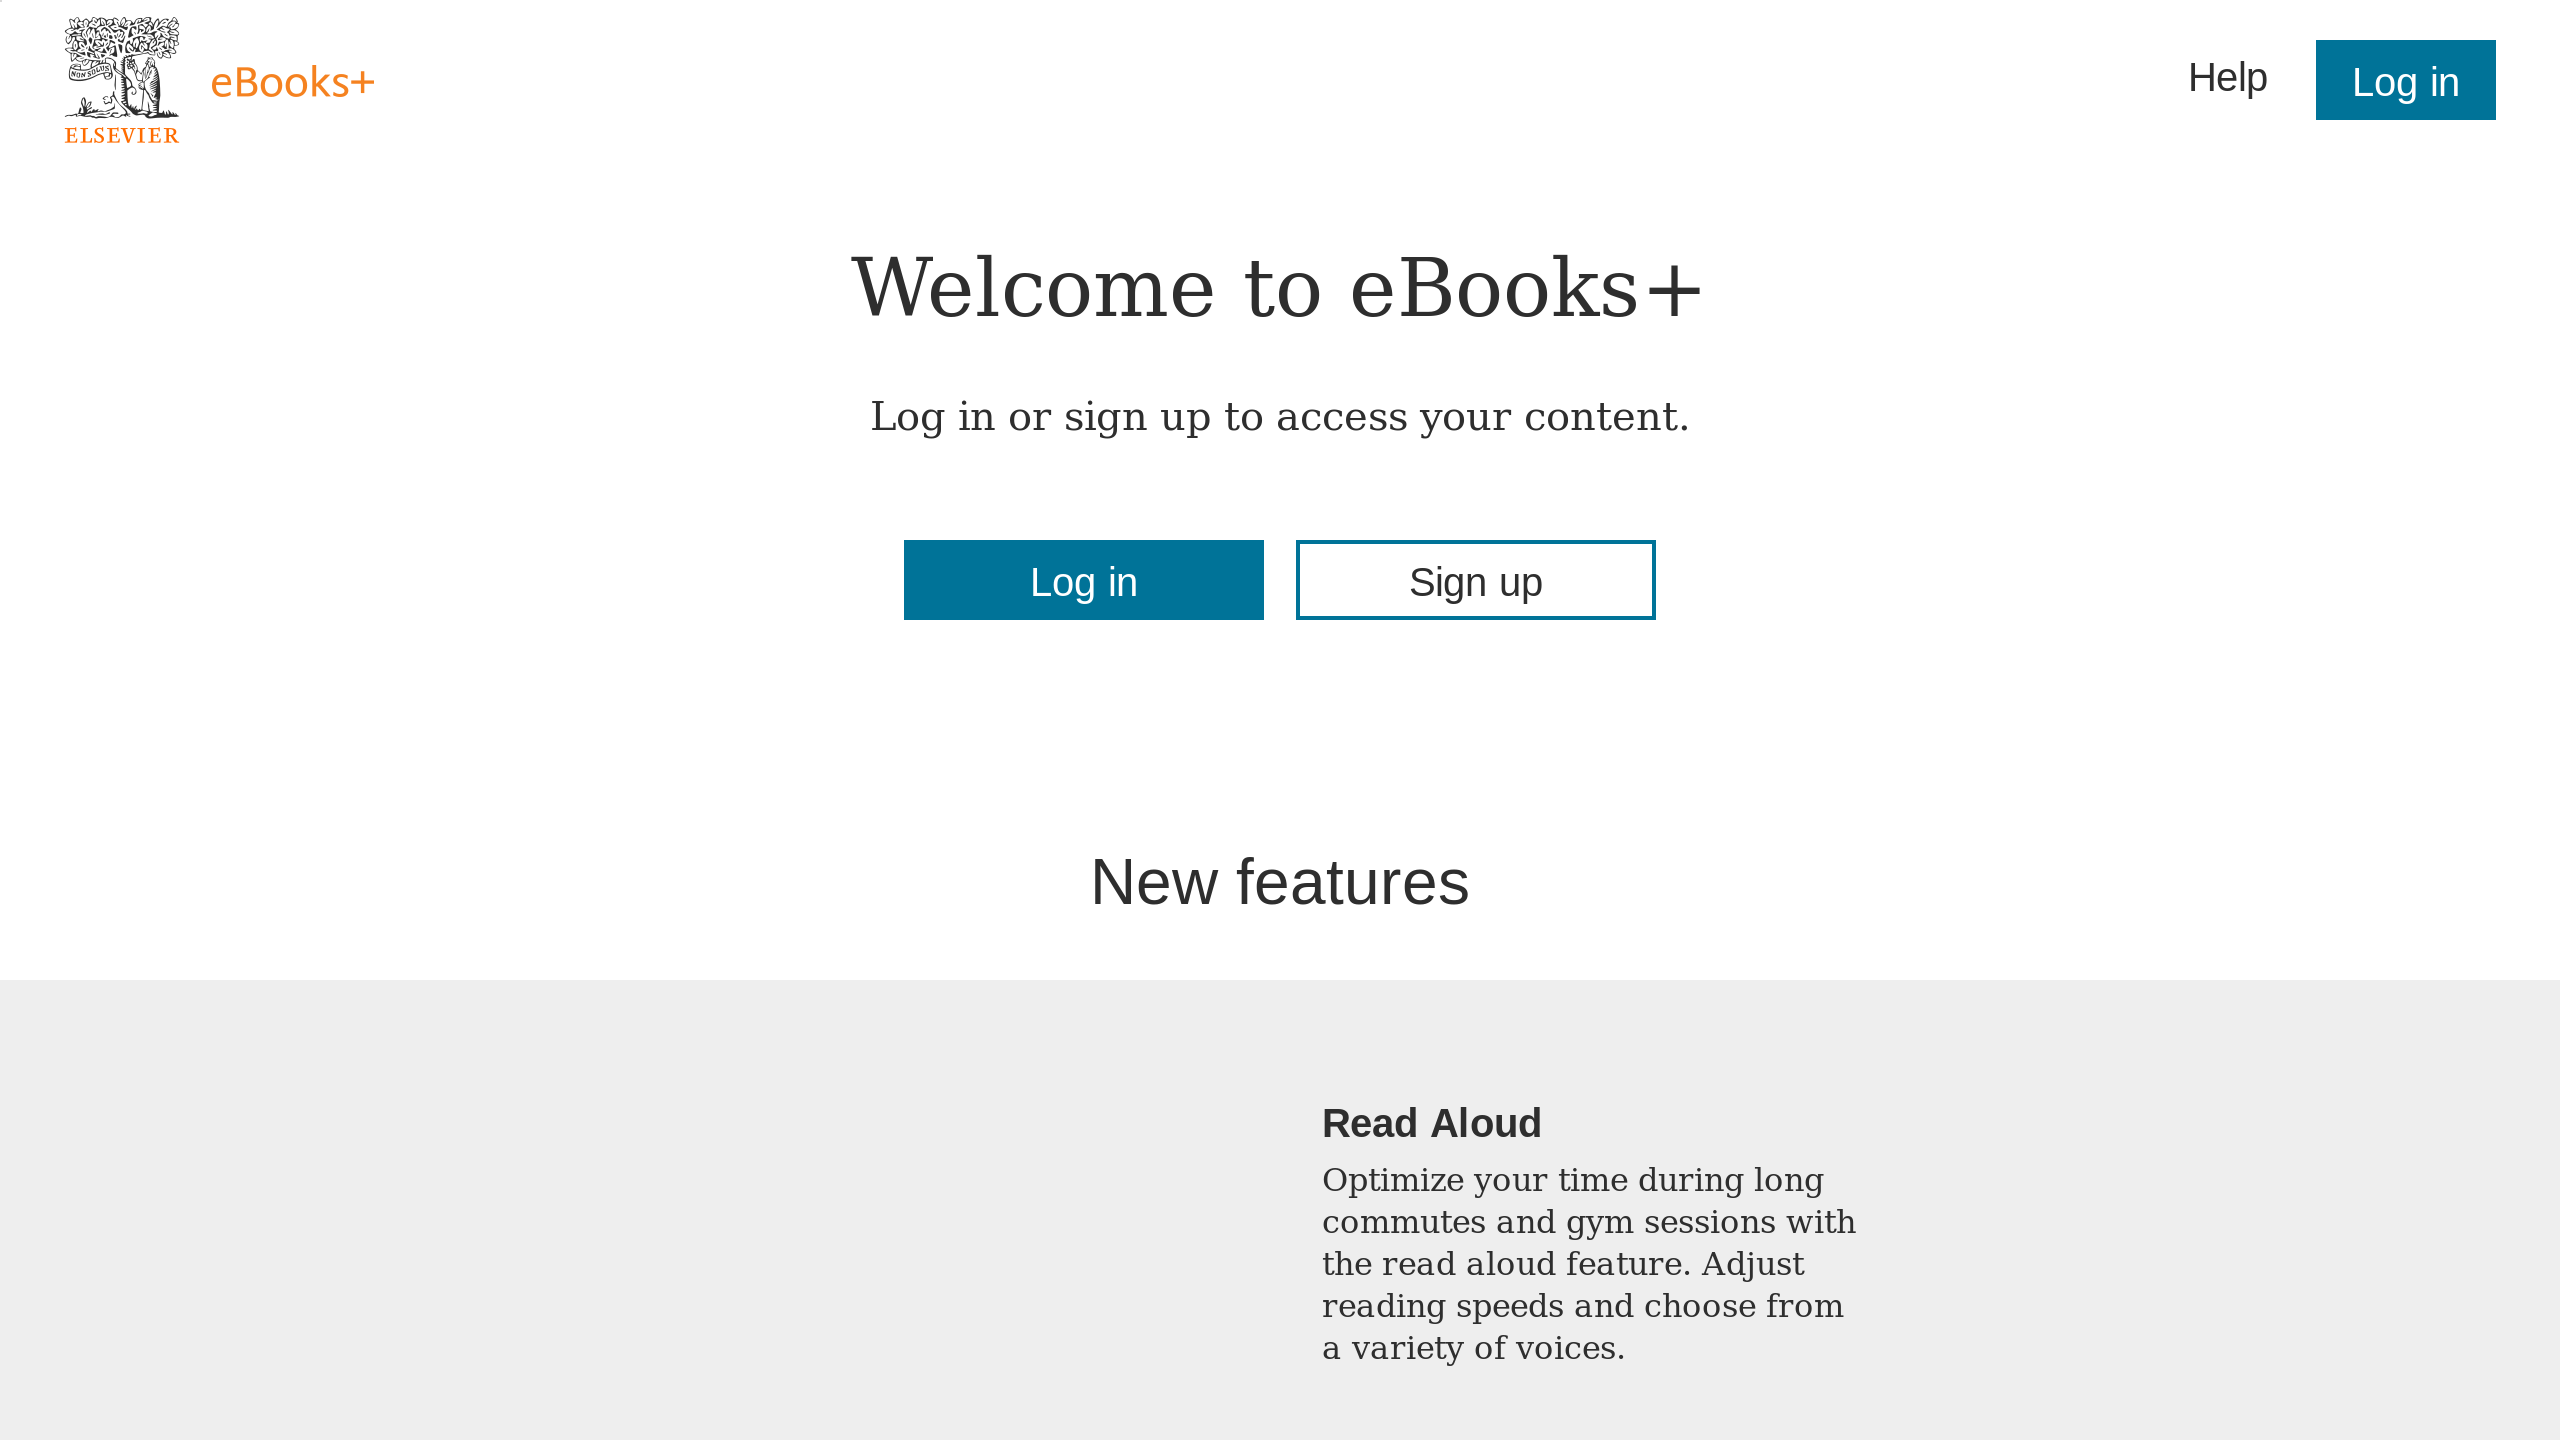 NON SOLUS
ELSEVIER
eBooks+
Help
Log in
Welcome to eBooks+
Log in or sign up to access your content.
Log in
Sign up
New features
Read Aloud
Optimize your time during long
commutes and gym sessions with
the read aloud feature. Adjust
reading speeds and choose from
a variety of voices.